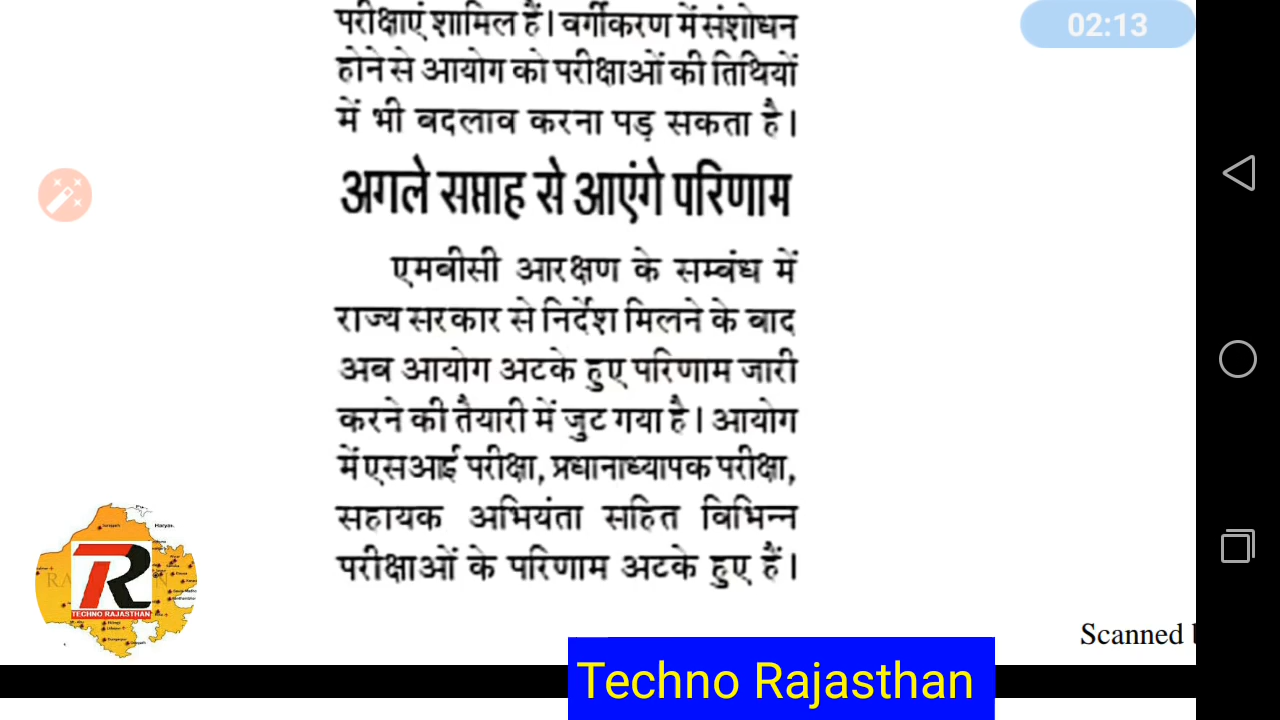 परीक्षाएं शामिल हैं। वर्गीकरण में संशोधन
02:13
होने से आयोग को परीक्षाओं की तिथियों
में भी बदलाव करना पड़ सकता है।
अगले सप्ताह से आएंगे परिणाम
एमबीसी आरक्षण के सम्बंध में
राज्य सरकार से निर्देश मिलने के बाद
अब आयोग अटके हुए परिणाम जारी
करने की तैयारी में जुट गया है। आयोग
में एसआई परीक्षा, प्रधानाध्यापक परीक्षा,
सहायक अभियंता सहित विभिन्न
परीक्षाओं के परिणाम अटके हुए हैं।
TECHNO RAJASTHAN
Scanned
Techno Rajasthan